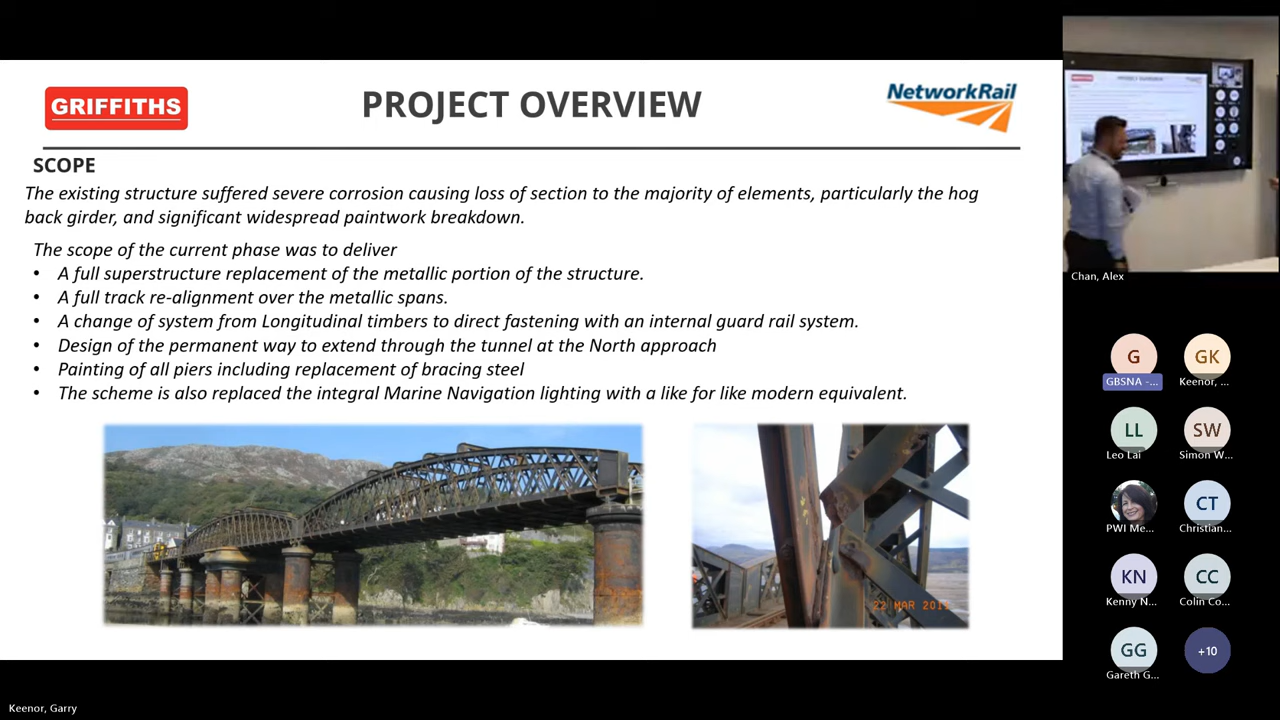 GRIFFITHS
PROJECT OVERVIEW
NetworkRail
SCOPE
The existing structure suffered severe corrosion causing loss of section to the majority of elements, particularly the hog
back girder, and significant widespread paintwork breakdown.
The scope of the current phase was to deliver
• A full superstructure replacement of the metallic portion of the structure.
• A full track re-alignment over the metallic spans.
• A change of system from Longitudinal timbers to direct fastening with an internal guard rail system.
• Design of the permanent way to extend through the tunnel at the North approach
• Painting of all piers including replacement of bracing steel
• The scheme is also replaced the integral Marine Navigation lighting with a like for like modern equivalent.
22 MAR 201
Chan, Alex
G
GK
GBSNA -...
Keenor, ...
LL
SW
Leo Lai
Simon W...
CT
PWI Me...
Christian...
KN
CC
Kenny N...
Colin Co...
GG
+10
Gareth G...
Keenor, Garry